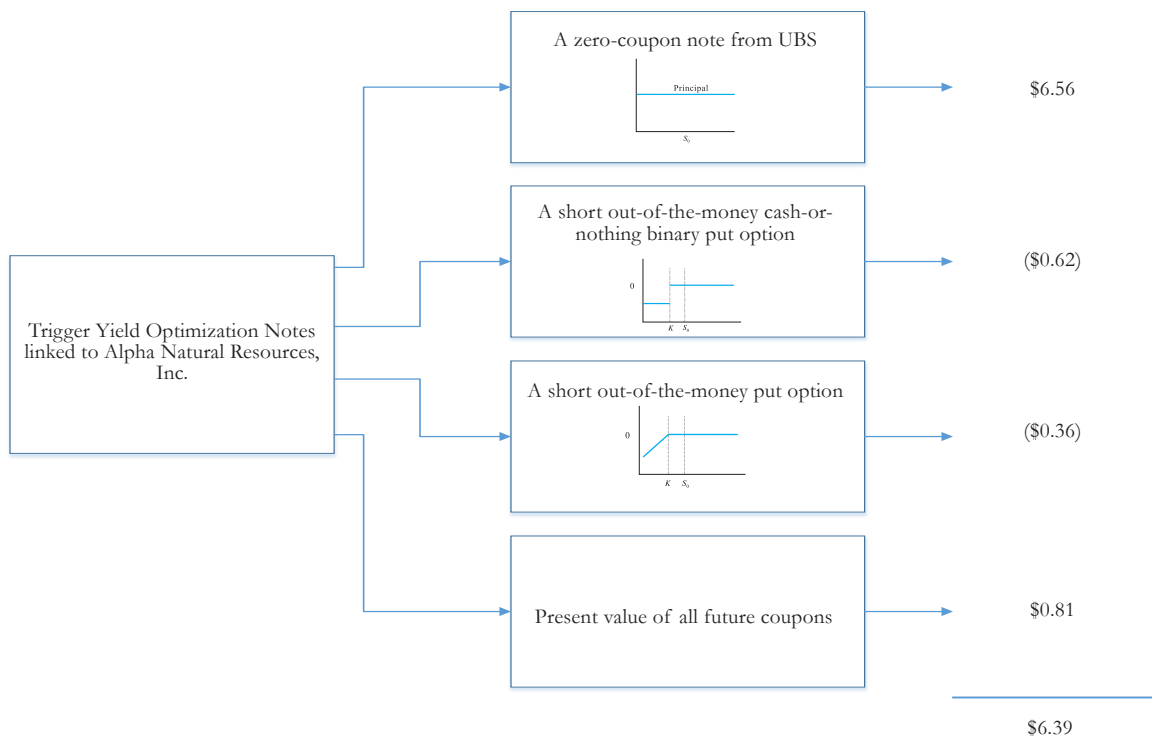 A zero-coupon note from UBS
Principal
S₀
$6.56
A short out-of-the-money cash-or-
nothing binary put option
0
K S₀
($0.62)
Trigger Yield Optimization Notes
linked to Alpha Natural Resources,
Inc.
A short out-of-the-money put option
0
K S₀
($0.36)
Present value of all future coupons
$0.81
$6.39